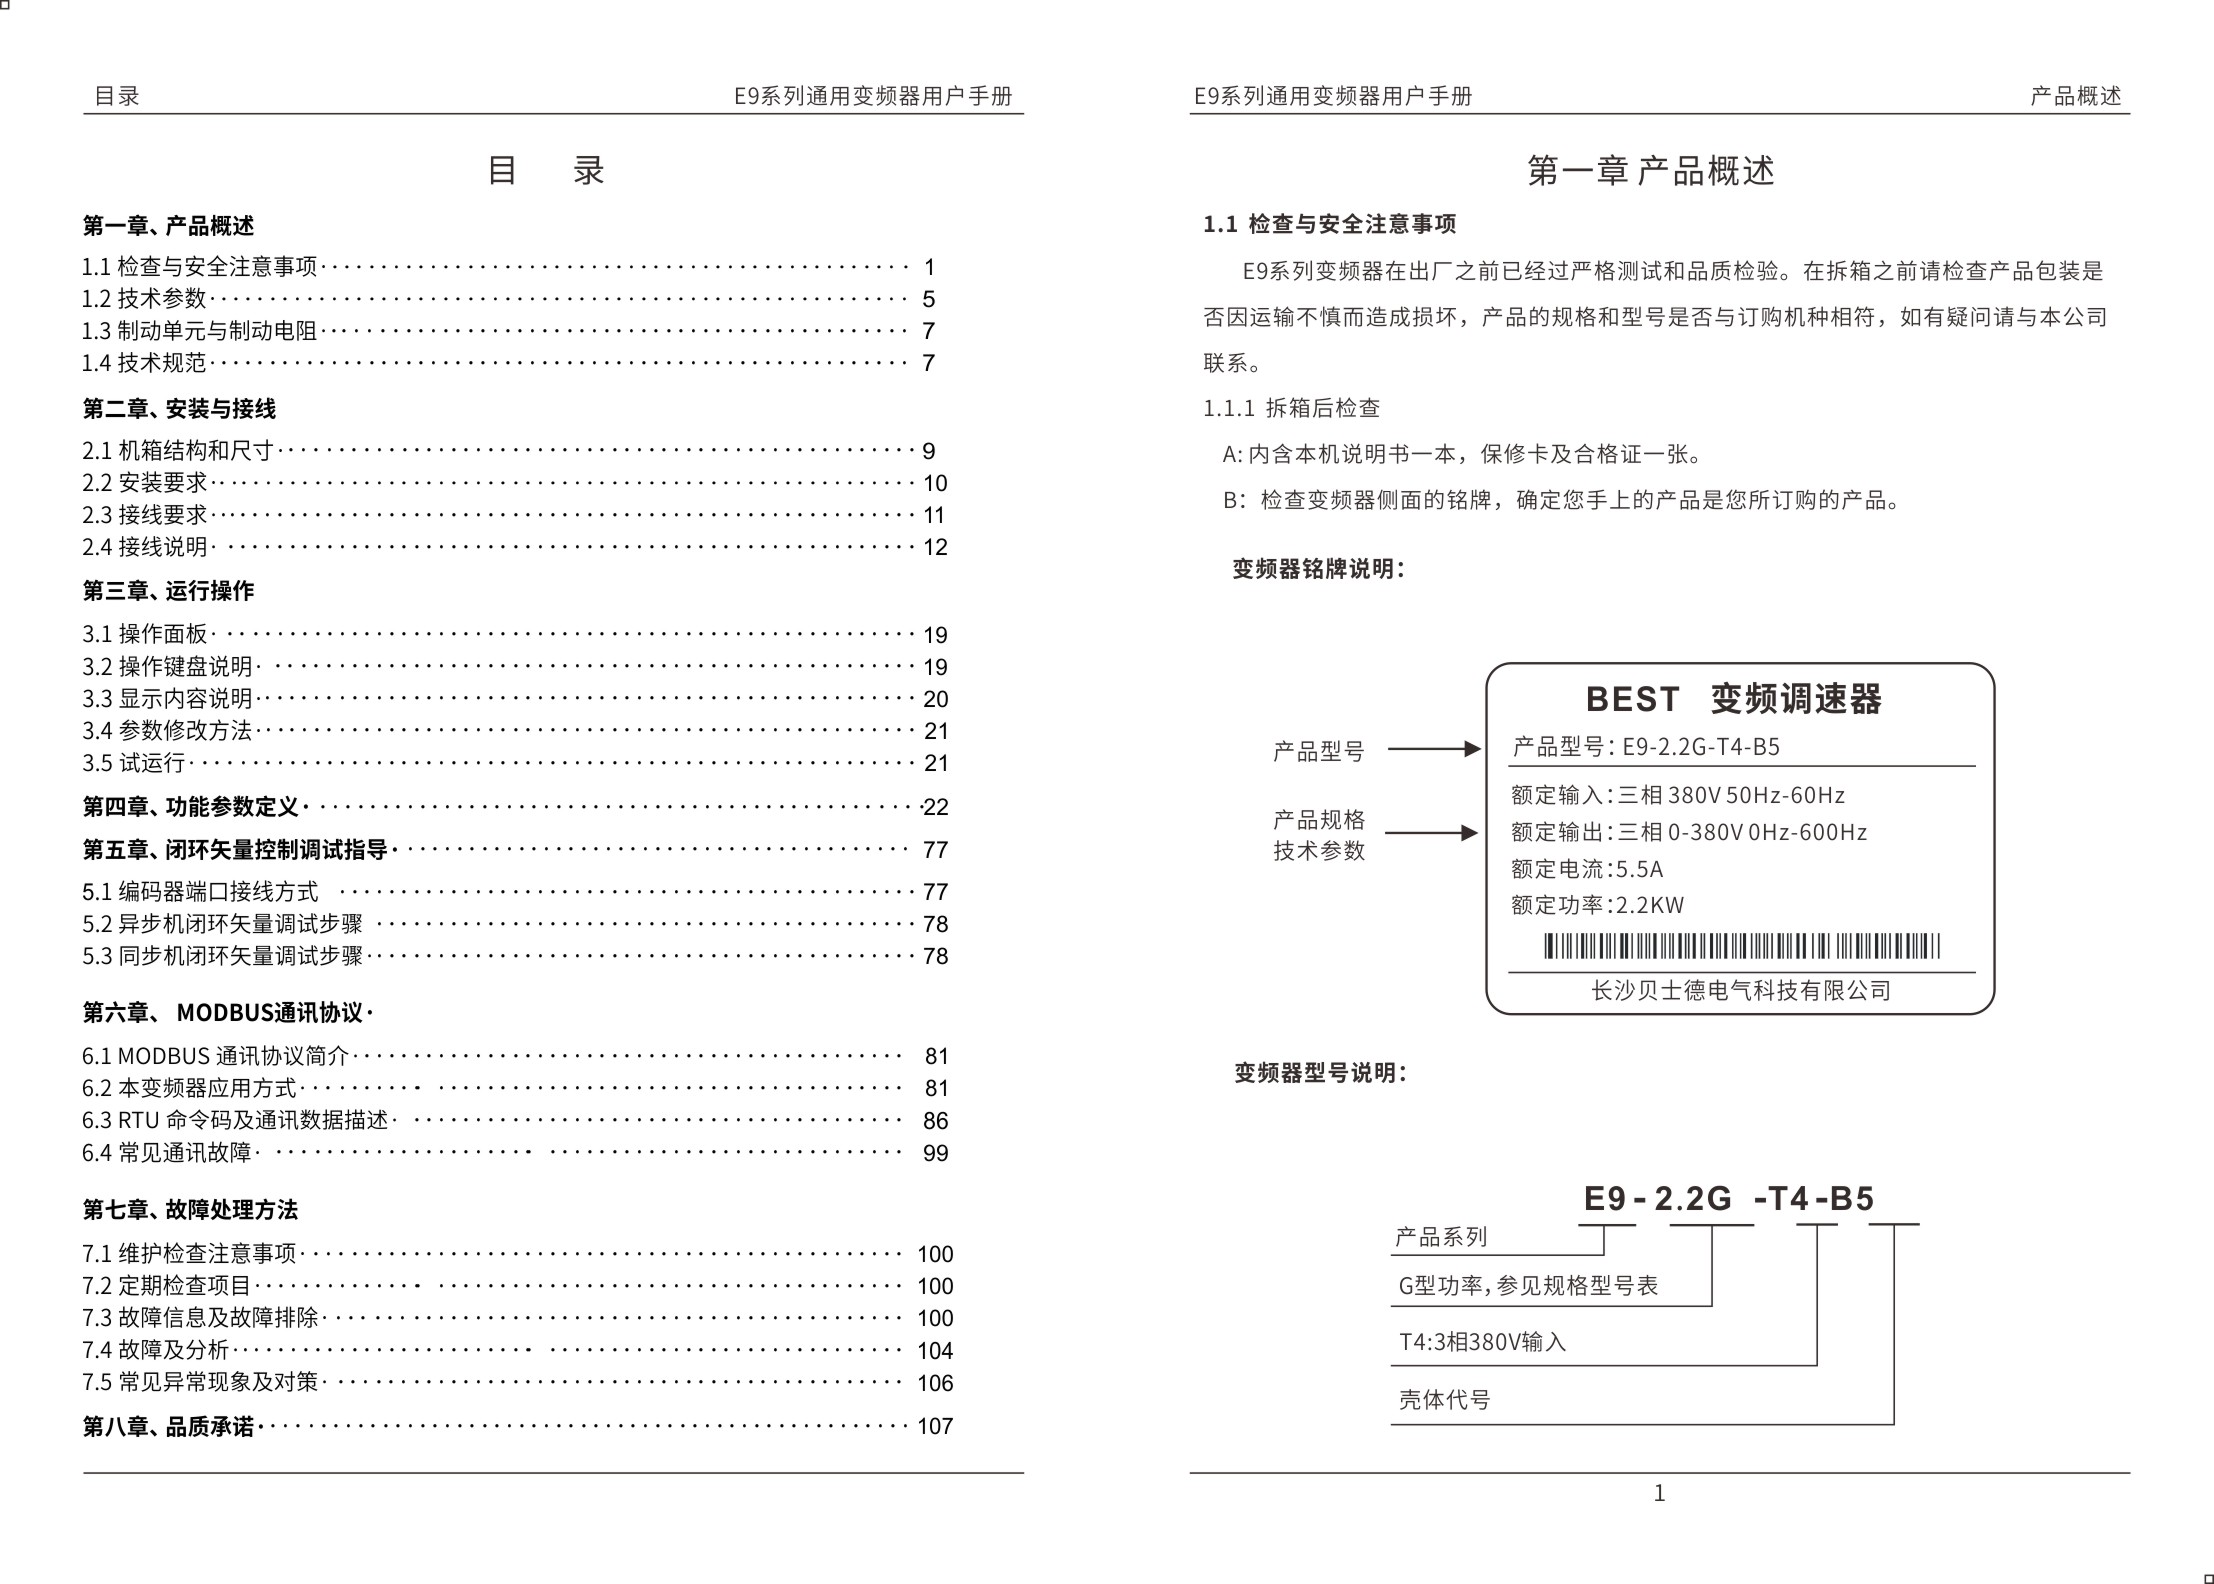 目录
E9系列通用变频器用户手册
目 录
第一章、产品概述
1.1 检查与安全注意事项 1
1.2 技术参数 5
1.3 制动单元与制动电阻 7
1.4 技术规范 7
第二章、安装与接线
2.1 机箱结构和尺寸 9
2.2 安装要求 10
2.3 接线要求 11
2.4 接线说明 12
第三章、运行操作
3.1 操作面板 19
3.2 操作键盘说明 19
3.3 显示内容说明 20
3.4 参数修改方法 21
3.5 试运行 21
第四章、功能参数定义 22
第五章、闭环矢量控制调试指导 77
5.1 编码器端口接线方式 77
5.2 异步机闭环矢量调试步骤 78
5.3 同步机闭环矢量调试步骤 78
第六章、 MODBUS通讯协议
6.1 MODBUS 通讯协议简介 81
6.2 本变频器应用方式 81
6.3 RTU 命令码及通讯数据描述 86
6.4 常见通讯故障 99
第七章、故障处理方法
7.1 维护检查注意事项 100
7.2 定期检查项目 100
7.3 故障信息及故障排除 100
7.4 故障及分析 104
7.5 常见异常现象及对策 106
第八章、品质承诺 107
E9系列通用变频器用户手册
产品概述
第一章 产品概述
1.1 检查与安全注意事项
E9系列变频器在出厂之前已经过严格测试和品质检验。在拆箱之前请检查产品包装是
否因运输不慎而造成损坏，产品的规格和型号是否与订购机种相符，如有疑问请与本公司
联系。
1.1.1 拆箱后检查
A: 内含本机说明书一本，保修卡及合格证一张。
B：检查变频器侧面的铭牌，确定您手上的产品是您所订购的产品。
变频器铭牌说明：
BEST 变频调速器
产品型号
产品型号：E9-2.2G-T4-B5
额定输入：三相 380V 50Hz-60Hz
产品规格
技术参数
额定输出：三相 0-380V 0Hz-600Hz
额定电流：5.5A
额定功率：2.2KW
长沙贝士德电气科技有限公司
变频器型号说明：
E9 - 2.2G -T4 -B5
产品系列
G型功率，参见规格型号表
T4:3相380V输入
壳体代号
1